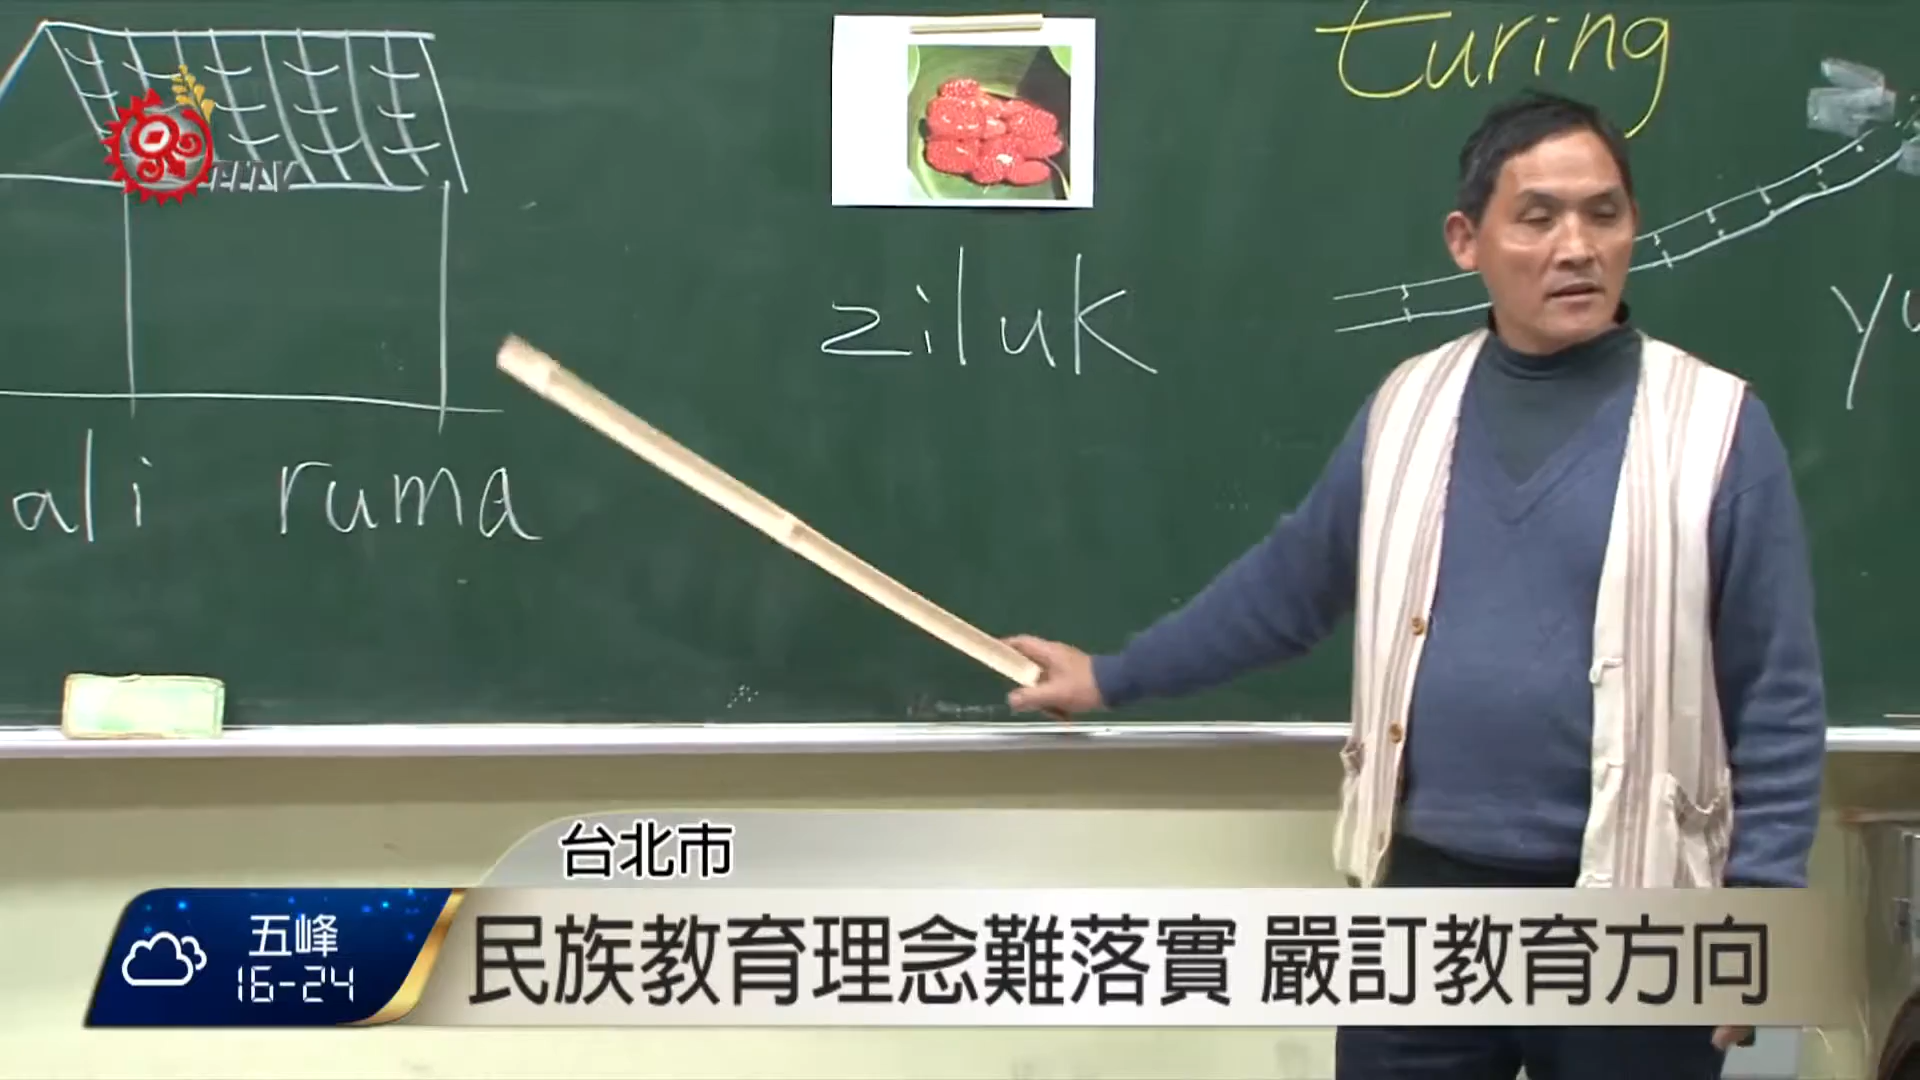 turing
ziluk
ali ruma
台北市
五峰
16-24
民族教育理念難落實 嚴訂教育方向